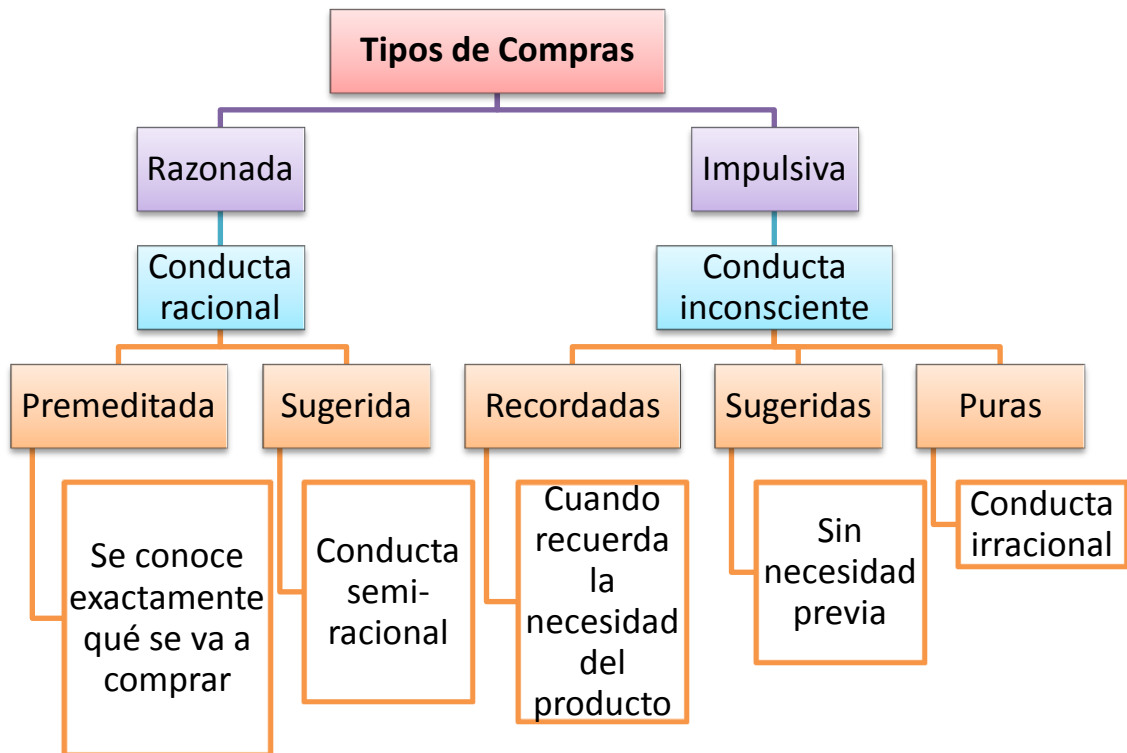 Tipos de Compras
Razonada
Impulsiva
Conducta
racional
Conducta
inconsciente
Premeditada
Sugerida
Recordadas
Sugeridas
Puras
Se conoce
exactamente
qué se va a
comprar
Conducta
semi-
racional
Cuando
recuerda
la
necesidad
del
producto
Sin
necesidad
previa
Conducta
irracional